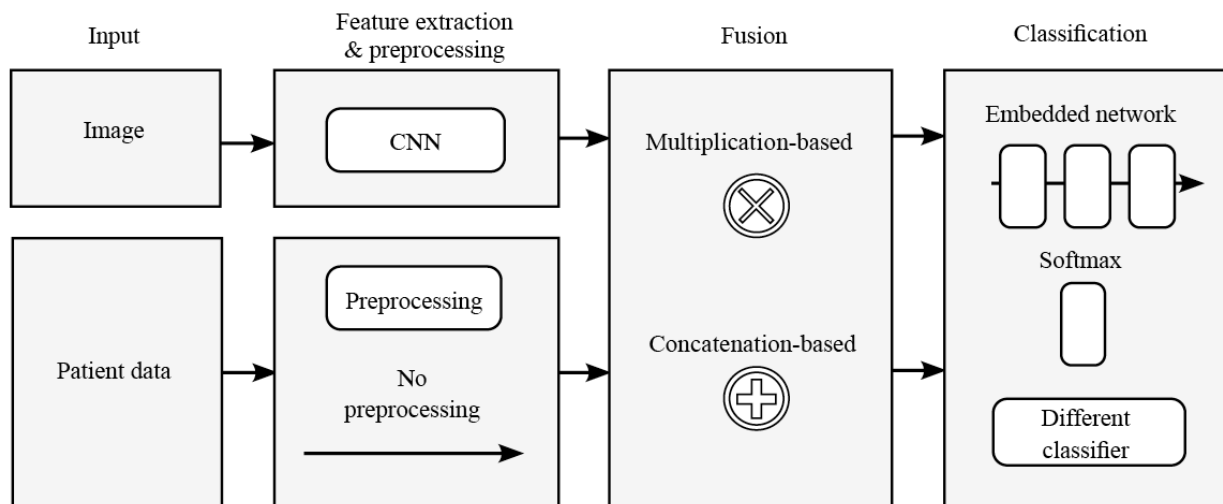 Input
Feature extraction
& preprocessing
Fusion
Classification
Image
CNN
Patient data
Preprocessing
No
preprocessing
Multiplication-based
Concatenation-based
Embedded network
Softmax
Different
classifier